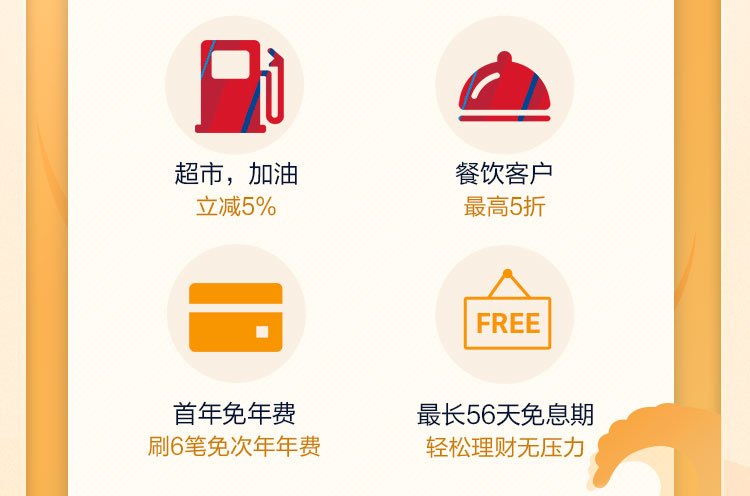 超市，加油
立减5%
餐饮客户
最高5折
首年免年费
刷6笔免次年年费
FREE
最长56天免息期
轻松理财无压力